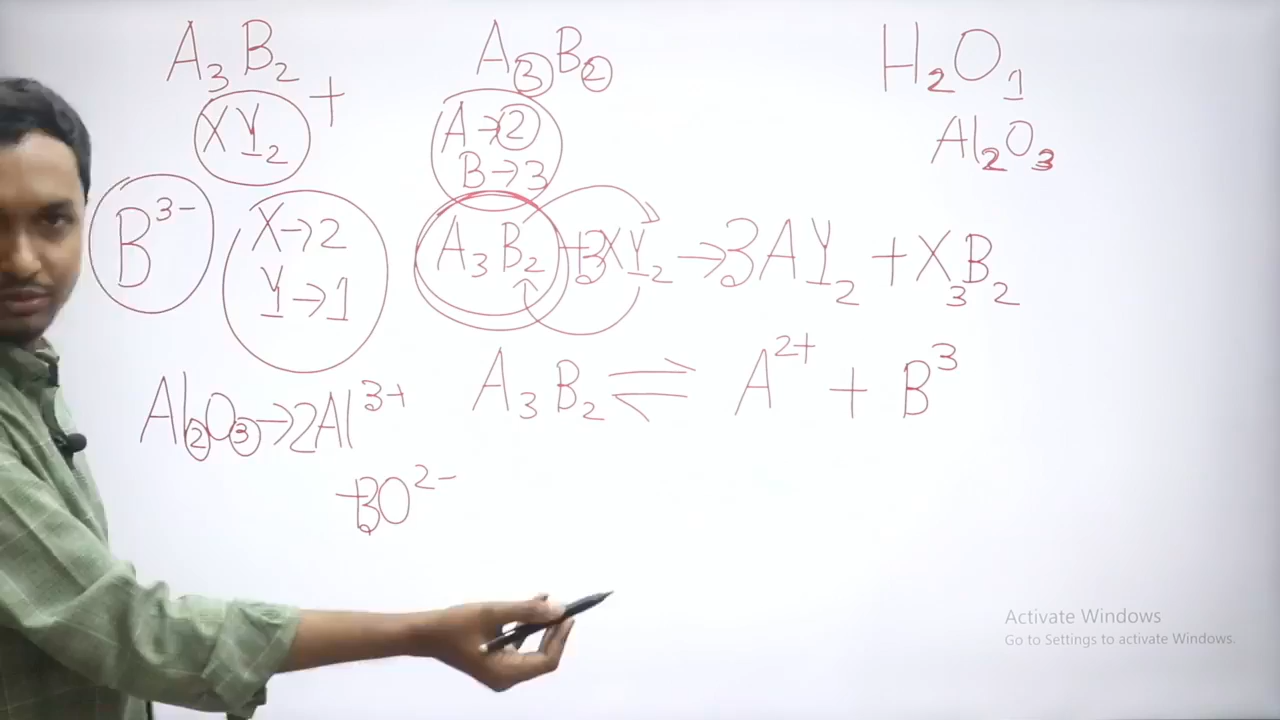 A₃B₂ +
XY₂
B³⁻
X→2
Y→1
Al₂O₃→2Al³⁺
+3O²⁻
A₃B₂
A→2
B→3
A₃B₂+3XY₂→3AY₂+X₃B₂
A₃B₂⇌A²⁺+B³
H₂O₁
Al₂O₃
Activate Windows
Go to Settings to activate Windows.